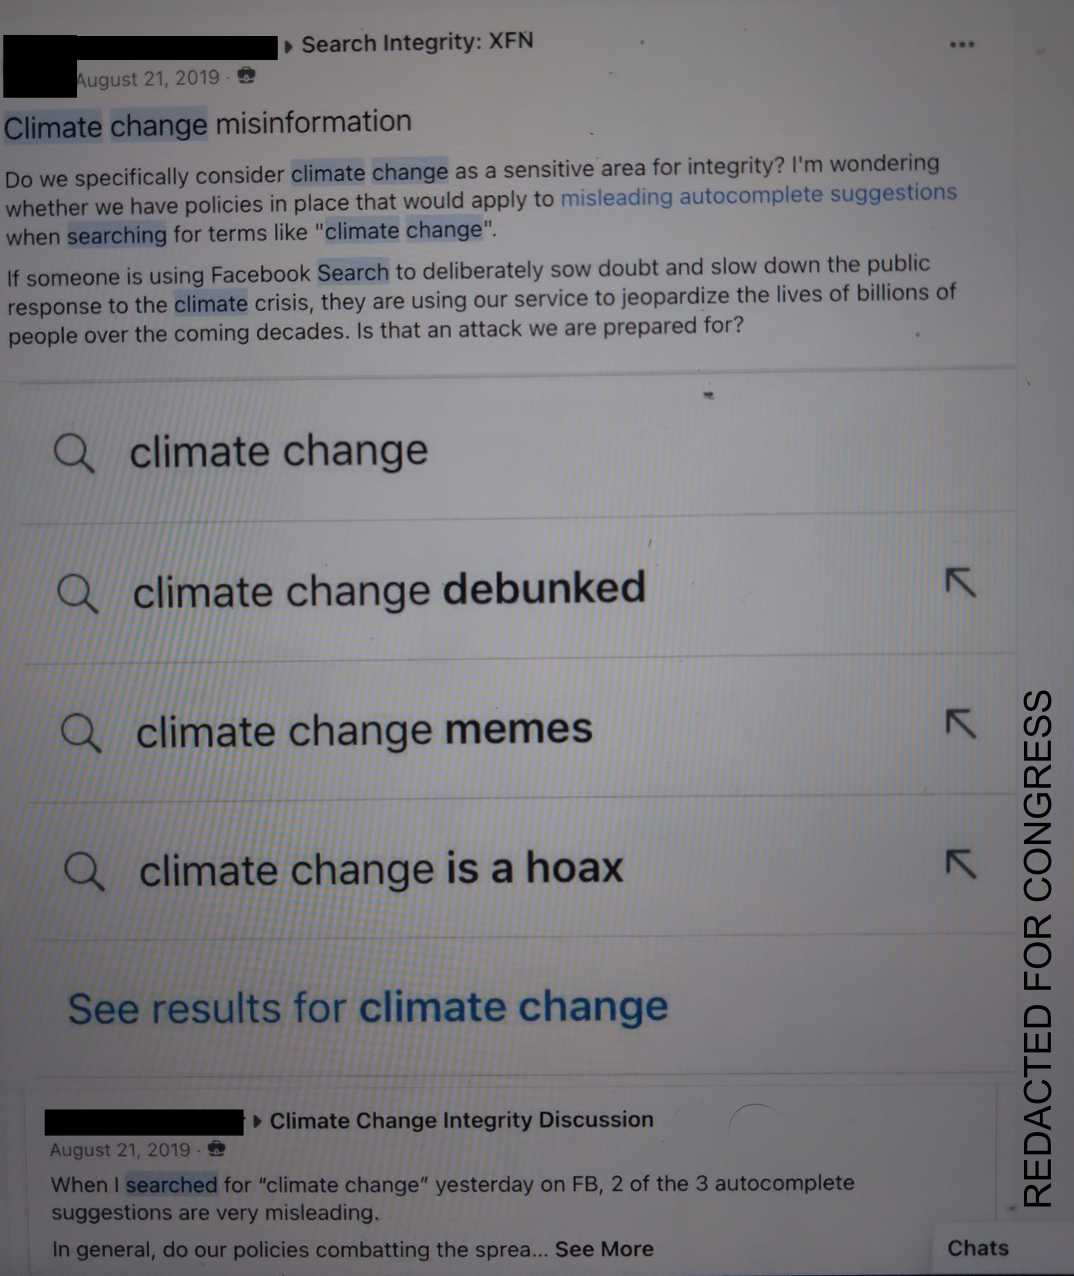 Search Integrity: XFN
August 21, 2019 ·
Climate change misinformation
Do we specifically consider climate change as a sensitive area for integrity? I'm wondering
whether we have policies in place that would apply to misleading autocomplete suggestions
when searching for terms like "climate change".
If someone is using Facebook Search to deliberately sow doubt and slow down the public
response to the climate crisis, they are using our service to jeopardize the lives of billions of
people over the coming decades. Is that an attack we are prepared for?
climate change
climate change debunked
climate change memes
climate change is a hoax
See results for climate change
Climate Change Integrity Discussion
August 21, 2019 ·
When I searched for “climate change” yesterday on FB, 2 of the 3 autocomplete
suggestions are very misleading.
In general, do our policies combatting the sprea... See More
Chats
REDACTED FOR CONGRESS